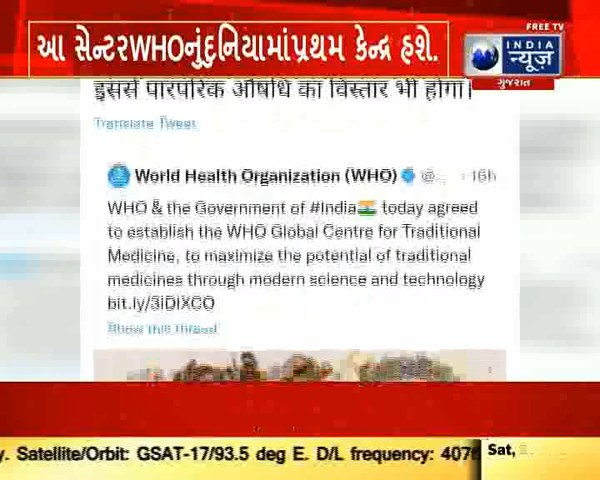 આ સેન્ટરWHOનુંદુનિયામાંપ્રથમ કેન્દ્ર હશે.
FREE TV
INDIA
न्यूज़
ગુજરાત
इससे पारंपरिक औषधि का विस्तार भी होगा।
Translate Tweet
World Health Organization (WHO) @ 16h
WHO & the Government of #India today agreed
to establish the WHO Global Centre for Traditional
Medicine, to maximize the potential of traditional
medicines through modern science and technology
bit.ly/3iDIXCO
Show this thread
y. Satellite/Orbit: GSAT-17/93.5 deg E. D/L frequency: 407
Sat,